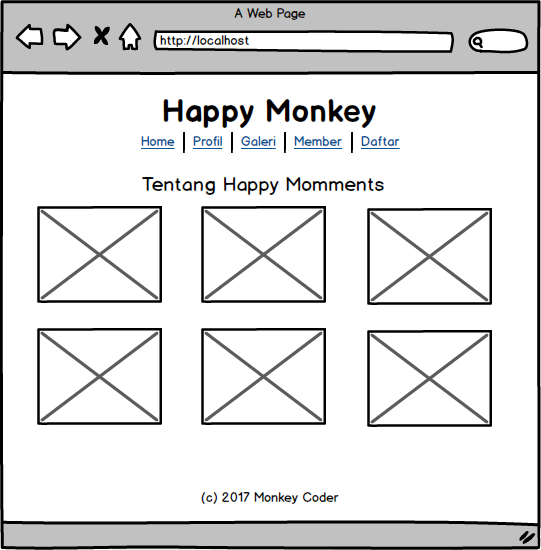 A Web Page
http://localhost
Happy Monkey
Home | Profil | Galeri | Member | Daftar
Tentang Happy Momments
(c) 2017 Monkey Coder